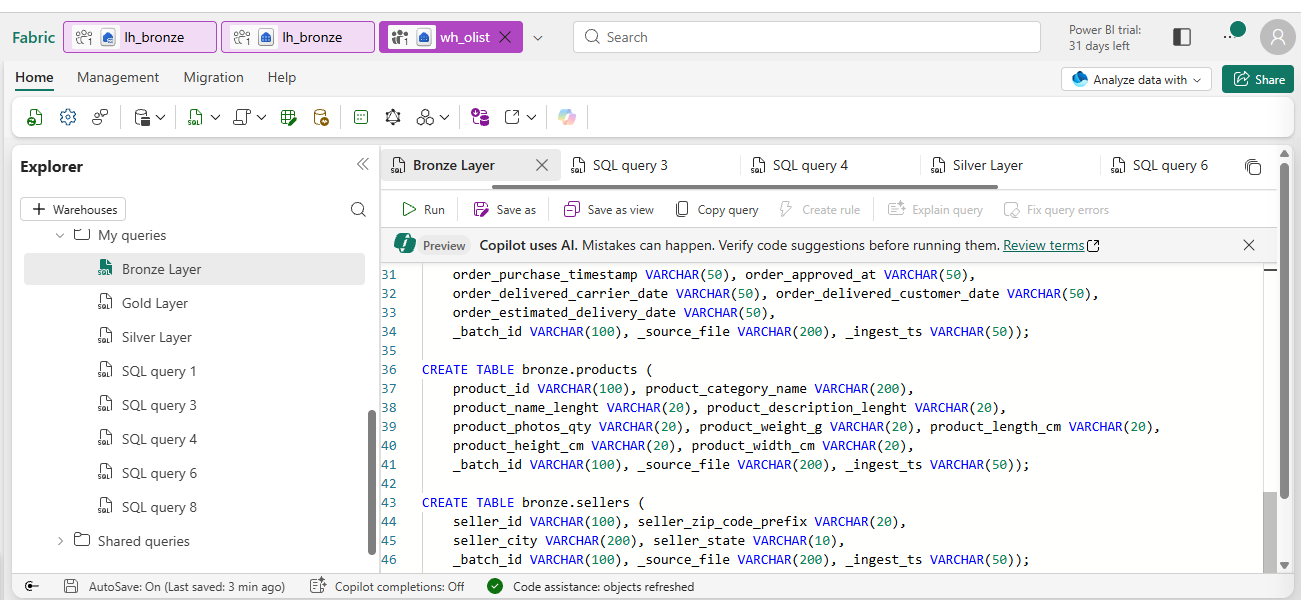 Fabric
lh_bronze
lh_bronze
wh_olist
Search
Power BI trial:
31 days left
Home Management Migration Help
Analyze data with
Share
Explorer
Warehouses
My queries
Bronze Layer
Gold Layer
Silver Layer
SQL query 1
SQL query 3
SQL query 4
SQL query 6
SQL query 8
Shared queries
Bronze Layer SQL query 3 SQL query 4 Silver Layer SQL query 6
Run Save as Save as view Copy query Create rule Explain query Fix query errors
Preview Copilot uses AI. Mistakes can happen. Verify code suggestions before running them. Review terms
31 order_purchase_timestamp VARCHAR(50), order_approved_at VARCHAR(50),
32 order_delivered_carrier_date VARCHAR(50), order_delivered_customer_date VARCHAR(50),
33 order_estimated_delivery_date VARCHAR(50),
34 _batch_id VARCHAR(100), _source_file VARCHAR(200), _ingest_ts VARCHAR(50));
35
36 CREATE TABLE bronze.products (
37 product_id VARCHAR(100), product_category_name VARCHAR(200),
38 product_name_lenght VARCHAR(20), product_description_lenght VARCHAR(20),
39 product_photos_qty VARCHAR(20), product_weight_g VARCHAR(20), product_length_cm VARCHAR(20),
40 product_height_cm VARCHAR(20), product_width_cm VARCHAR(20),
41 _batch_id VARCHAR(100), _source_file VARCHAR(200), _ingest_ts VARCHAR(50));
42
43 CREATE TABLE bronze.sellers (
44 seller_id VARCHAR(100), seller_zip_code_prefix VARCHAR(20),
45 seller_city VARCHAR(200), seller_state VARCHAR(10),
46 _batch_id VARCHAR(100), _source_file VARCHAR(200), _ingest_ts VARCHAR(50));
AutoSave: On (Last saved: 3 min ago) Copilot completions: Off Code assistance: objects refreshed